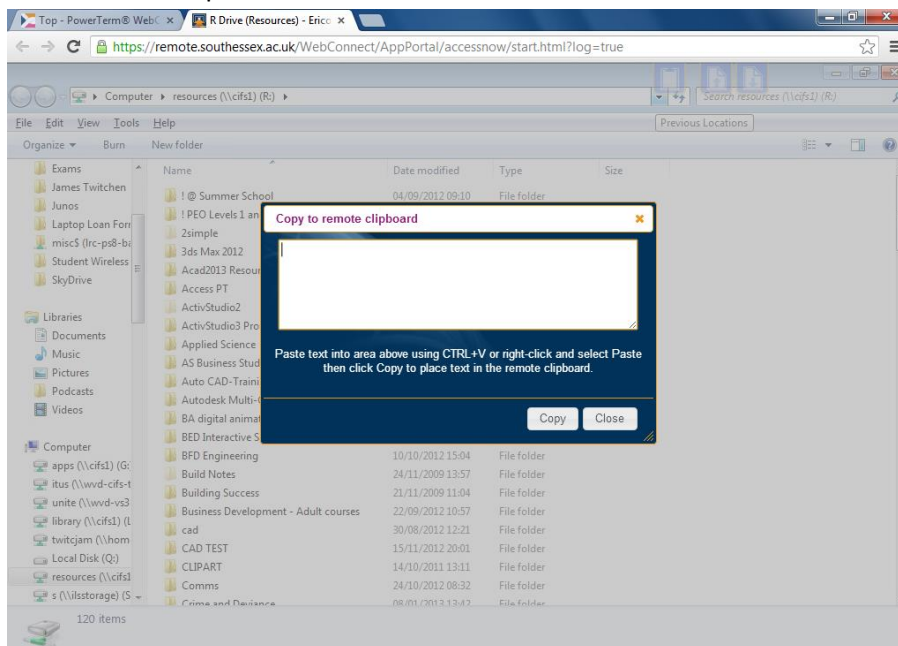 Top - PowerTerm® WebC
R Drive (Resources) - Erico
https://remote.southessex.ac.uk/WebConnect/AppPortal/accessnow/start.html?log=true
Computer resources (\\cifs1) (R:)
Search resources (\\cifs1) (R:)
File Edit View Tools Help
Previous Locations
Organize Burn New folder
Exams
James Twitchen
Junos
Laptop Loan Forr
misc$ (lrc-ps8-ba
Student Wireless
SkyDrive
Libraries
Documents
Music
Pictures
Podcasts
Videos
Computer
apps (\\cifs1) (G:
itus (\\wvd-cifs-t
unite (\\wvd-vs3
library (\\cifs1) (L
twitcjam (\\hom
Local Disk (Q:)
resources (\\cifs1
s (\\ilsstorage) (S
Name Date modified Type Size
! @ Summer School 04/09/2012 09:10 File folder
! PEO Levels 1 an
2simple
3ds Max 2012
Acad2013 Resour
Access PT
ActivStudio2
ActivStudio3 Pro
Applied Science
AS Business Stud
Auto CAD-Traini
Autodesk Multi-
BA digital animat
BED Interactive S
BFD Engineering 10/10/2012 15:04 File folder
Build Notes 24/11/2009 13:57 File folder
Building Success 21/11/2009 11:04 File folder
Business Development - Adult courses 22/09/2012 10:57 File folder
cad 30/08/2012 12:21 File folder
CAD TEST 15/11/2012 20:01 File folder
CLIPART 14/10/2011 13:11 File folder
Comms 24/10/2012 08:32 File folder
Crime and Deviance 08/01/2013 13:42 File folder
Copy to remote clipboard
Paste text into area above using CTRL+V or right-click and select Paste
then click Copy to place text in the remote clipboard.
Copy Close
120 items